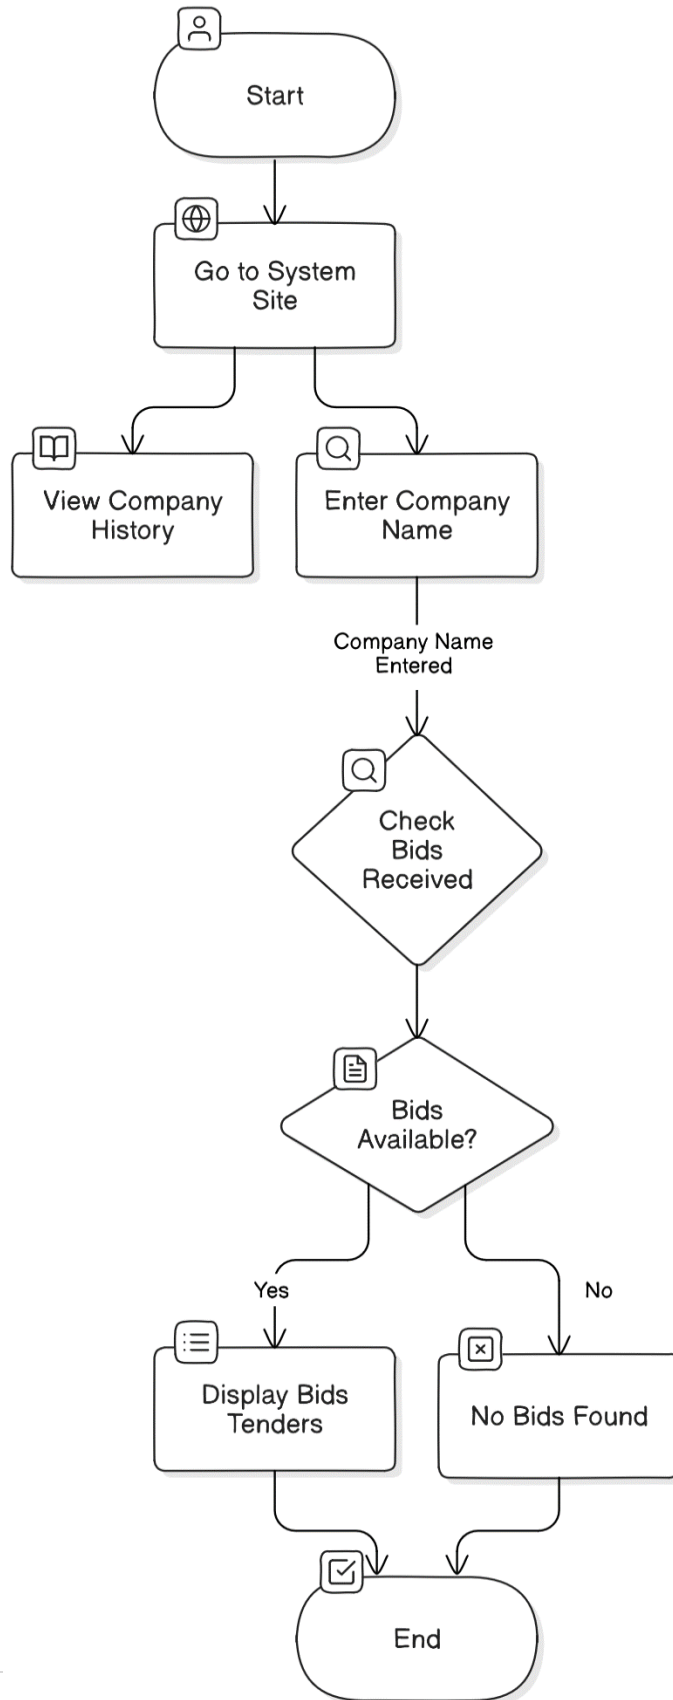 Start
Go to System
Site
View Company
History
Enter Company
Name
Company Name
Entered
Check
Bids
Received
Bids
Available?
Yes
No
Display Bids
Tenders
No Bids Found
End